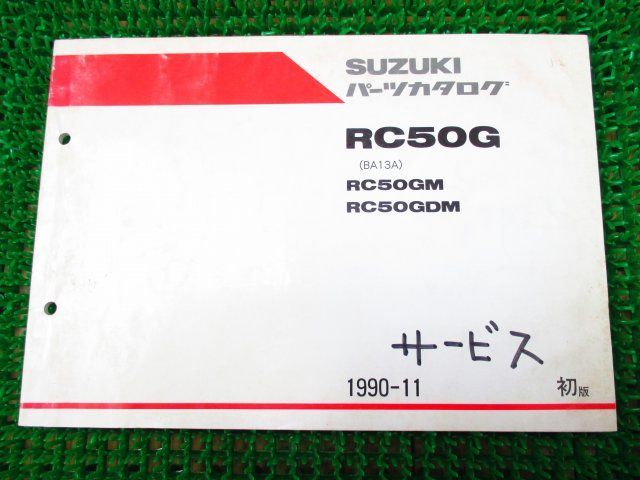 SUZUKI
パーツカタログ
RC50G
(BA13A)
RC50GM
RC50GDM
サービス
1990-11 初版